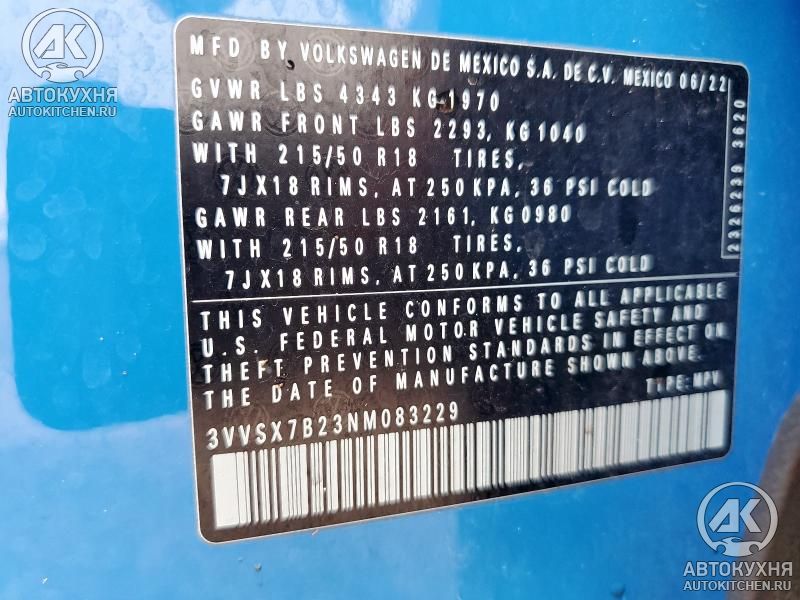 АК
АВТОКУХНЯ
AUTOKITCHEN.RU
MFD BY VOLKSWAGEN DE MEXICO S.A. DE C.V. MEXICO 06/22
GVWR LBS 4343 KG 1970
GAWR FRONT LBS 2293, KG 1040
WITH 215/50 R18 TIRES,
7JX18 RIMS, AT 250 KPA, 36 PSI COLD
GAWR REAR LBS 2161, KG 0980
WITH 215/50 R18 TIRES,
7JX18 RIMS, AT 250 KPA, 36 PSI COLD
2326239 3620
THIS VEHICLE CONFORMS TO ALL APPLICABLE
U.S. FEDERAL MOTOR VEHICLE SAFETY AND
THEFT PREVENTION STANDARDS IN EFFECT ON
THE DATE OF MANUFACTURE SHOWN ABOVE.
TYPE: MPV
3VVSX7B23NM083229
АК
АВТОКУХНЯ
AUTOKITCHEN.RU